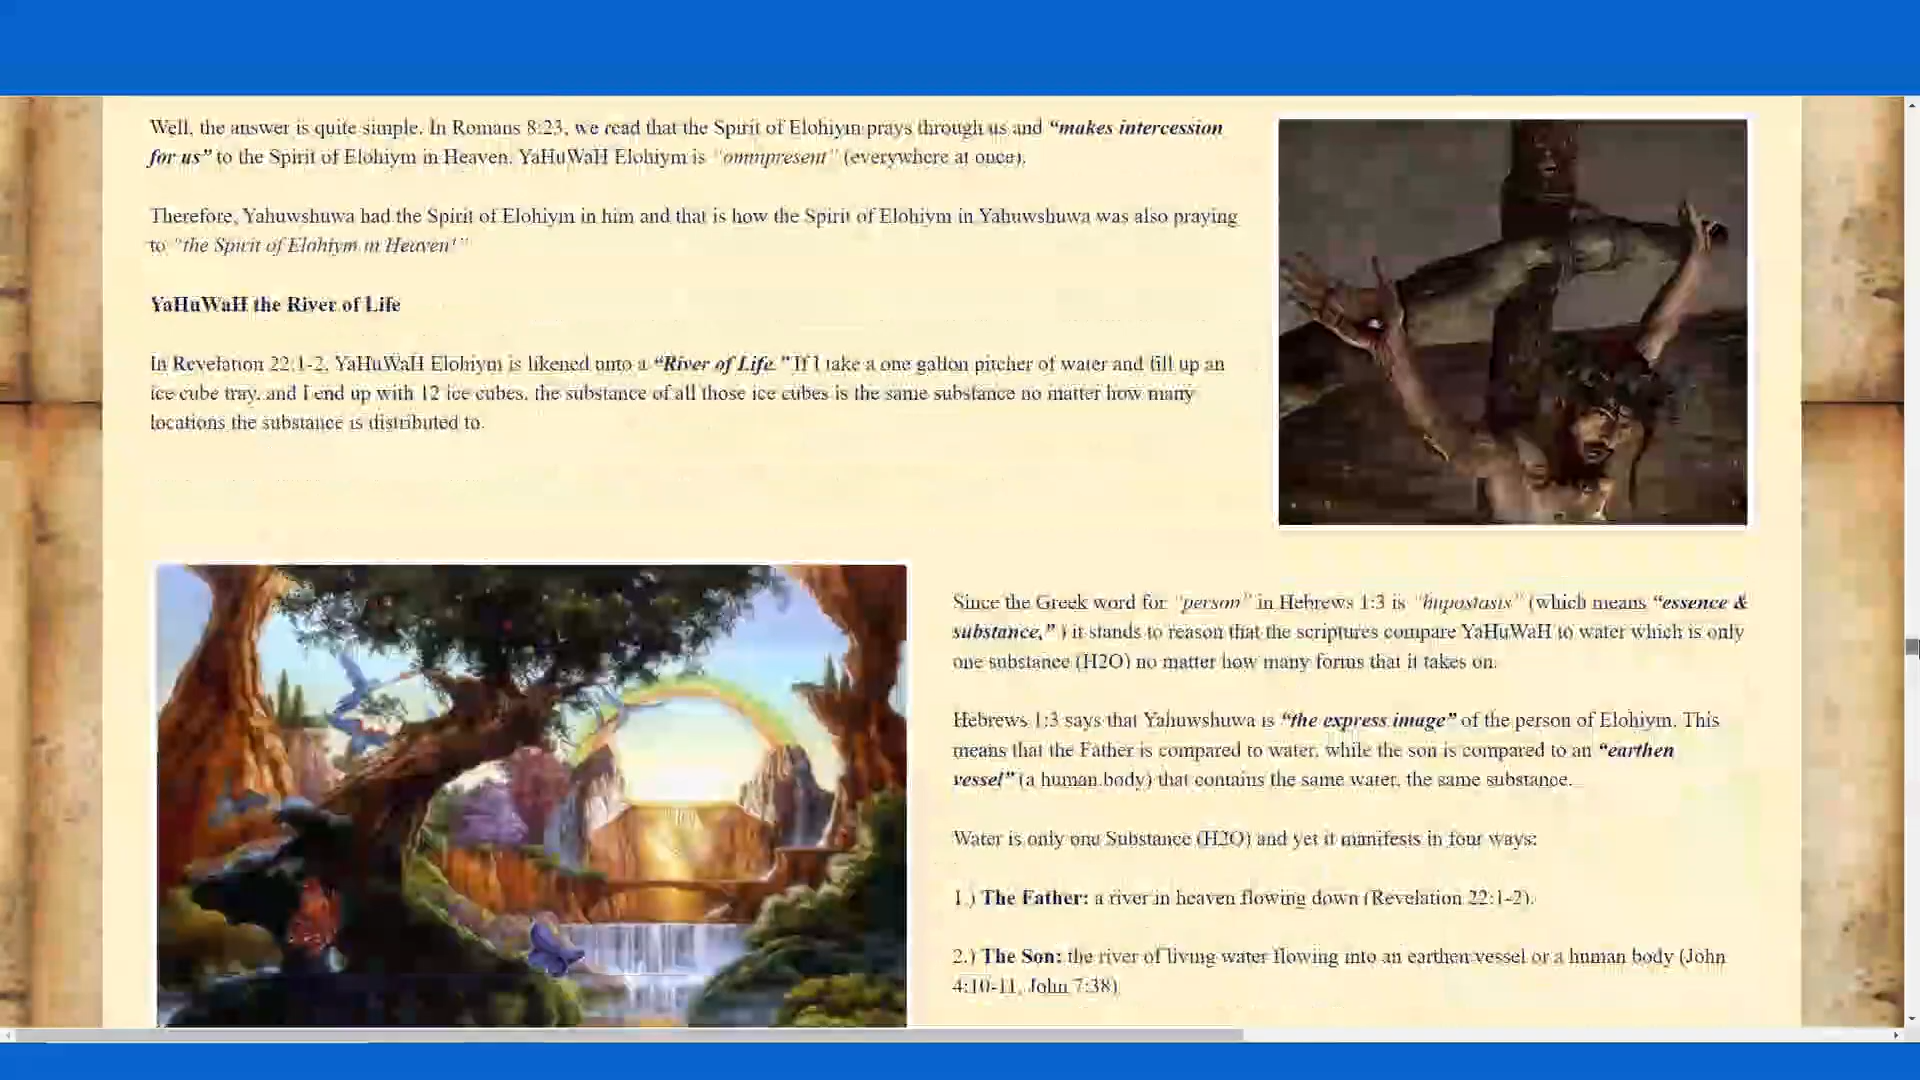 Well, the answer is quite simple. In Romans 8:23, we read that the Spirit of Elohiym prays through us and “makes intercession
for us” to the Spirit of Elohiym in Heaven. YaHuWaH Elohiym is “omnipresent” (everywhere at once).
Therefore, Yahuwshuwa had the Spirit of Elohiym in him and that is how the Spirit of Elohiym in Yahuwshuwa was also praying
to “the Spirit of Elohiym in Heaven!”
YaHuWaH the River of Life
In Revelation 22:1-2, YaHuWaH Elohiym is likened unto a “River of Life.” If I take a one gallon pitcher of water and fill up an
ice cube tray, and I end up with 12 ice cubes, the substance of all those ice cubes is the same substance no matter how many
locations the substance is distributed to.
Since the Greek word for “person” in Hebrews 1:3 is “hupostasis” (which means “essence &
substance,” ) it stands to reason that the scriptures compare YaHuWaH to water which is only
one substance (H2O) no matter how many forms that it takes on.
Hebrews 1:3 says that Yahuwshuwa is “the express image” of the person of Elohiym. This
means that the Father is compared to water, while the son is compared to an “earthen
vessel” (a human body) that contains the same water, the same substance.
Water is only one Substance (H2O) and yet it manifests in four ways:
1.) The Father: a river in heaven flowing down (Revelation 22:1-2).
2.) The Son: the river of living water flowing into an earthen vessel or a human body (John
4:10-11, John 7:38)